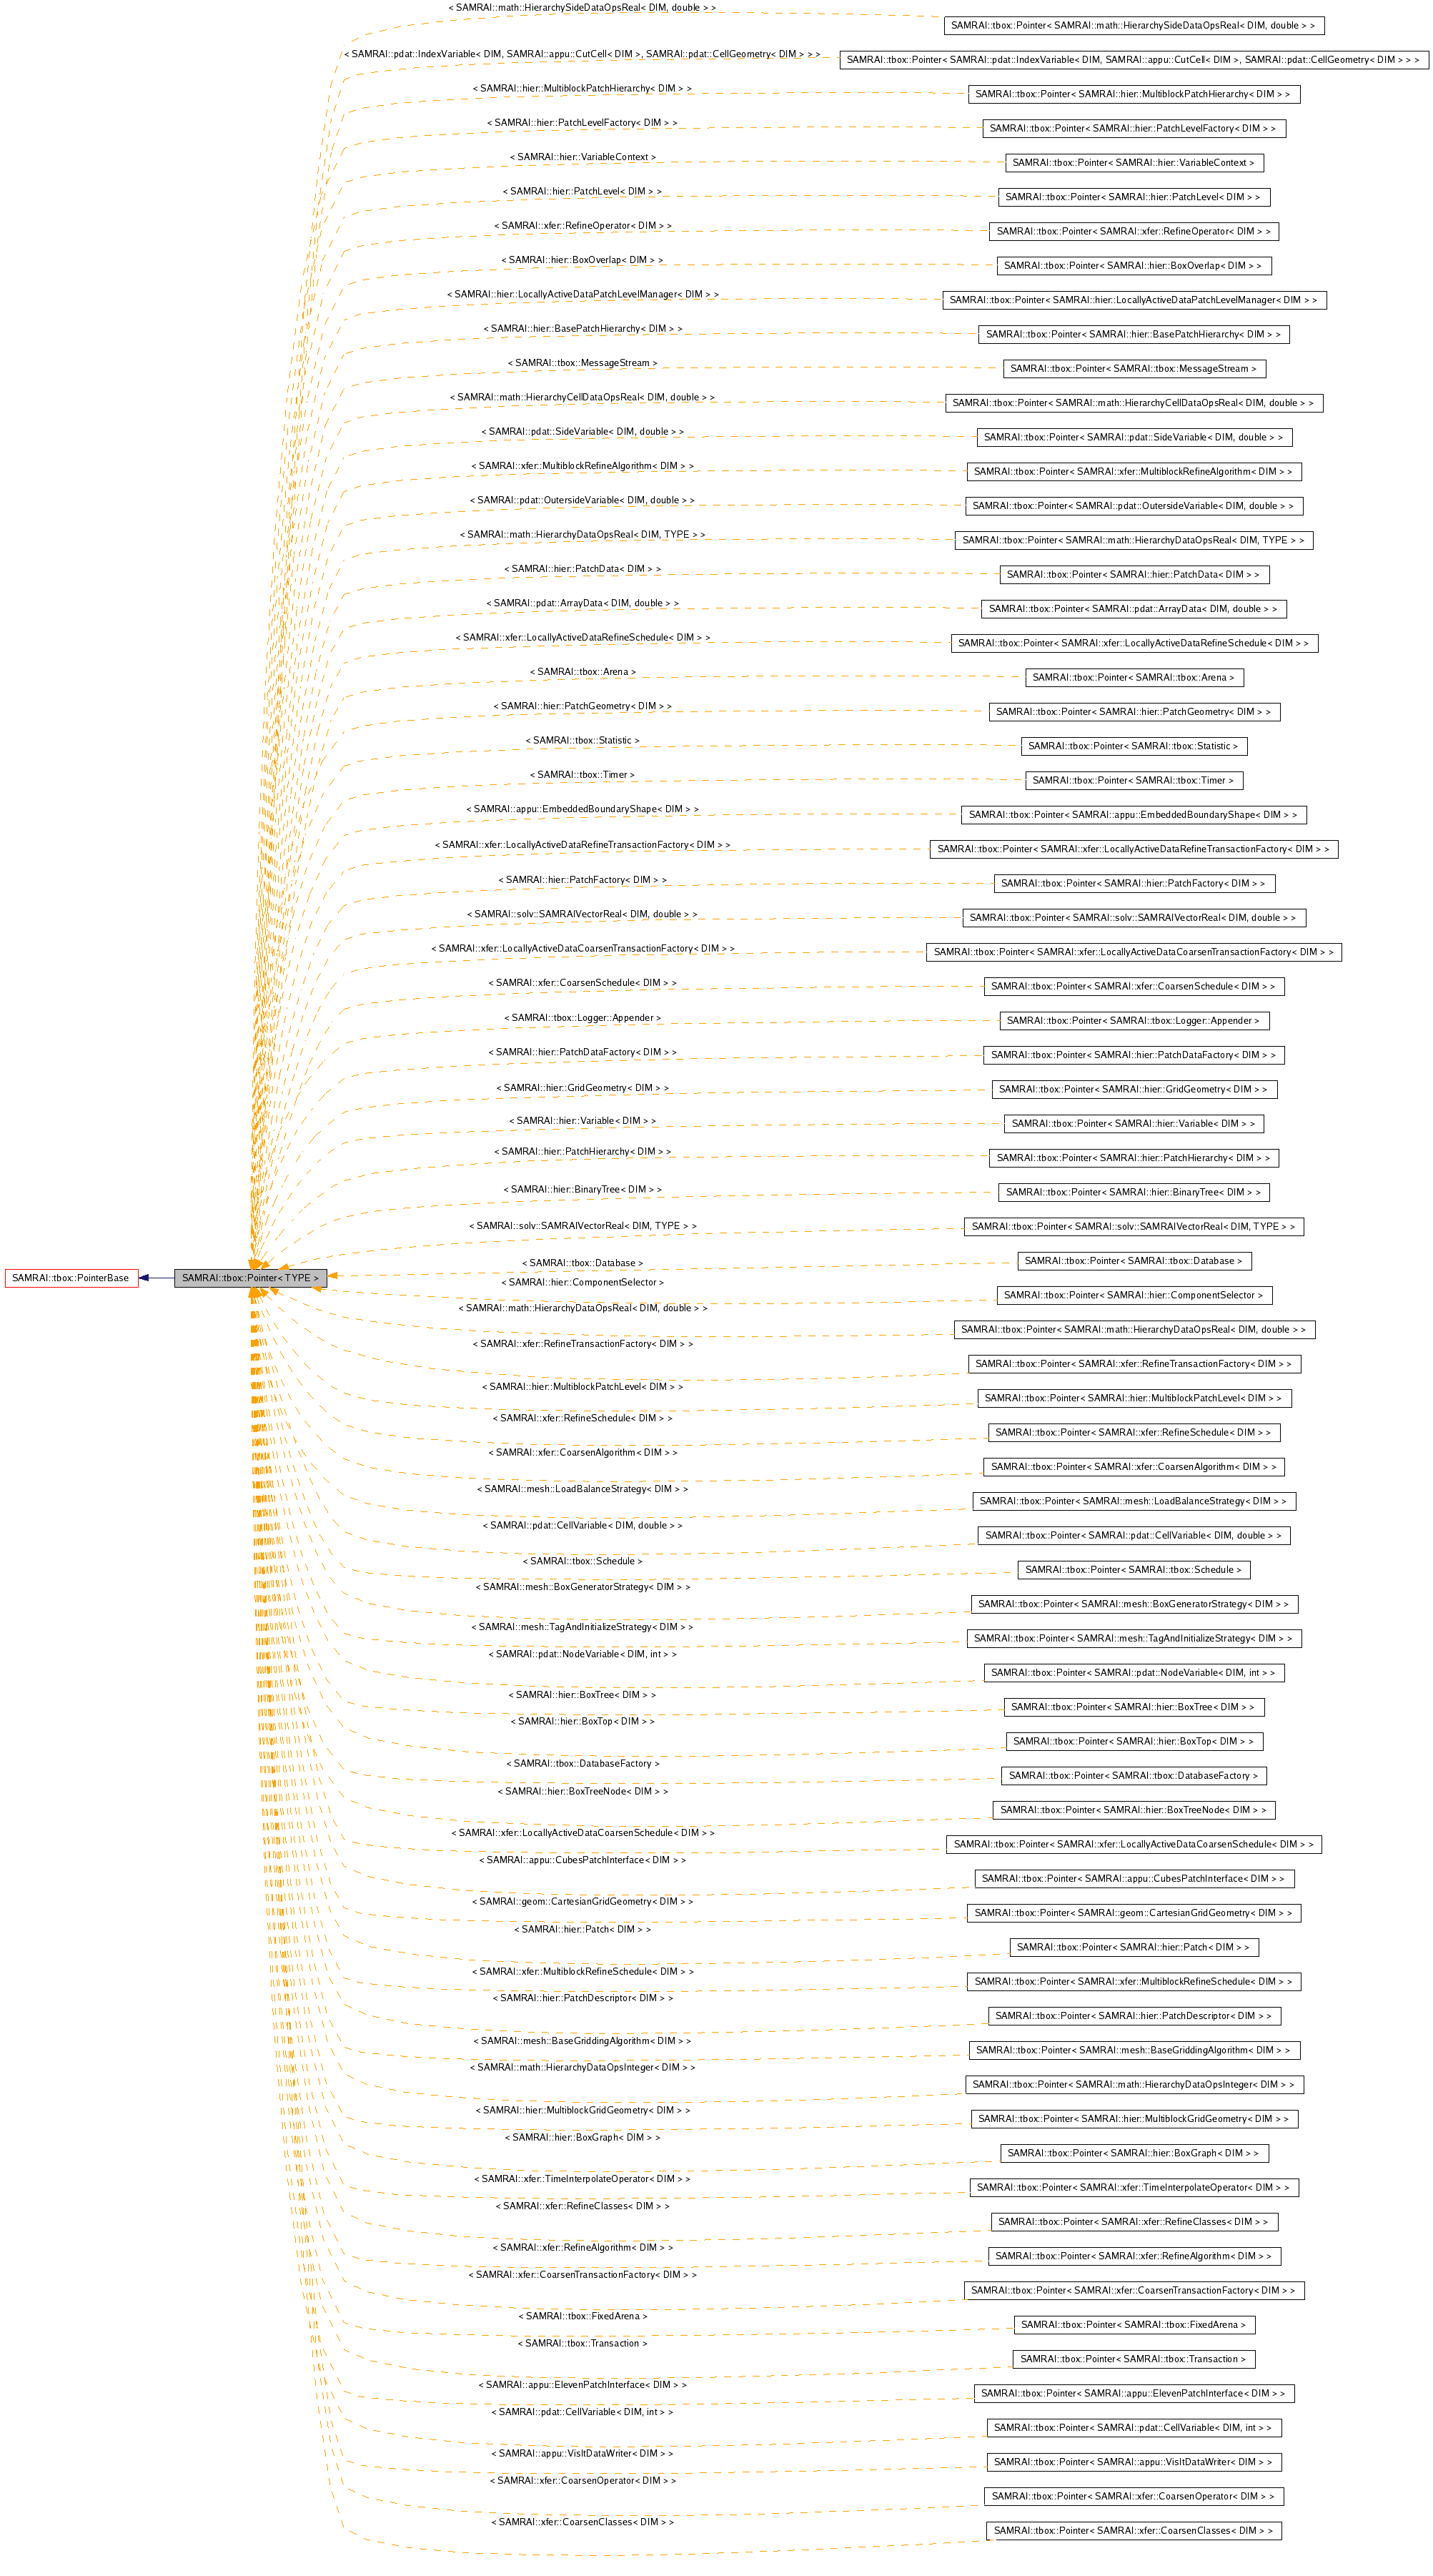 < SAMRAI::math::HierarchySideDataOpsReal< DIM, double > >
SAMRAI::tbox::Pointer< SAMRAI::math::HierarchySideDataOpsReal< DIM, double > >
< SAMRAI::pdat::IndexVariable< DIM, SAMRAI::appu::CutCell< DIM >, SAMRAI::pdat::CellGeometry< DIM > > >
SAMRAI::tbox::Pointer< SAMRAI::pdat::IndexVariable< DIM, SAMRAI::appu::CutCell< DIM >, SAMRAI::pdat::CellGeometry< DIM > > >
< SAMRAI::hier::MultiblockPatchHierarchy< DIM > >
SAMRAI::tbox::Pointer< SAMRAI::hier::MultiblockPatchHierarchy< DIM > >
< SAMRAI::hier::PatchLevelFactory< DIM > >
SAMRAI::tbox::Pointer< SAMRAI::hier::PatchLevelFactory< DIM > >
< SAMRAI::hier::VariableContext >
SAMRAI::tbox::Pointer< SAMRAI::hier::VariableContext >
< SAMRAI::hier::PatchLevel< DIM > >
SAMRAI::tbox::Pointer< SAMRAI::hier::PatchLevel< DIM > >
< SAMRAI::xfer::RefineOperator< DIM > >
SAMRAI::tbox::Pointer< SAMRAI::xfer::RefineOperator< DIM > >
< SAMRAI::hier::BoxOverlap< DIM > >
SAMRAI::tbox::Pointer< SAMRAI::hier::BoxOverlap< DIM > >
< SAMRAI::hier::LocallyActiveDataPatchLevelManager< DIM > >
SAMRAI::tbox::Pointer< SAMRAI::hier::LocallyActiveDataPatchLevelManager< DIM > >
< SAMRAI::hier::BasePatchHierarchy< DIM > >
SAMRAI::tbox::Pointer< SAMRAI::hier::BasePatchHierarchy< DIM > >
< SAMRAI::tbox::MessageStream >
SAMRAI::tbox::Pointer< SAMRAI::tbox::MessageStream >
< SAMRAI::math::HierarchyCellDataOpsReal< DIM, double > >
SAMRAI::tbox::Pointer< SAMRAI::math::HierarchyCellDataOpsReal< DIM, double > >
< SAMRAI::pdat::SideVariable< DIM, double > >
SAMRAI::tbox::Pointer< SAMRAI::pdat::SideVariable< DIM, double > >
< SAMRAI::xfer::MultiblockRefineAlgorithm< DIM > >
SAMRAI::tbox::Pointer< SAMRAI::xfer::MultiblockRefineAlgorithm< DIM > >
< SAMRAI::pdat::OutersideVariable< DIM, double > >
SAMRAI::tbox::Pointer< SAMRAI::pdat::OutersideVariable< DIM, double > >
< SAMRAI::math::HierarchyDataOpsReal< DIM, TYPE > >
SAMRAI::tbox::Pointer< SAMRAI::math::HierarchyDataOpsReal< DIM, TYPE > >
< SAMRAI::hier::PatchData< DIM > >
SAMRAI::tbox::Pointer< SAMRAI::hier::PatchData< DIM > >
< SAMRAI::pdat::ArrayData< DIM, double > >
SAMRAI::tbox::Pointer< SAMRAI::pdat::ArrayData< DIM, double > >
< SAMRAI::xfer::LocallyActiveDataRefineSchedule< DIM > >
SAMRAI::tbox::Pointer< SAMRAI::xfer::LocallyActiveDataRefineSchedule< DIM > >
< SAMRAI::tbox::Arena >
SAMRAI::tbox::Pointer< SAMRAI::tbox::Arena >
< SAMRAI::hier::PatchGeometry< DIM > >
SAMRAI::tbox::Pointer< SAMRAI::hier::PatchGeometry< DIM > >
< SAMRAI::tbox::Statistic >
SAMRAI::tbox::Pointer< SAMRAI::tbox::Statistic >
< SAMRAI::tbox::Timer >
SAMRAI::tbox::Pointer< SAMRAI::tbox::Timer >
< SAMRAI::appu::EmbeddedBoundaryShape< DIM > >
SAMRAI::tbox::Pointer< SAMRAI::appu::EmbeddedBoundaryShape< DIM > >
< SAMRAI::xfer::LocallyActiveDataRefineTransactionFactory< DIM > >
SAMRAI::tbox::Pointer< SAMRAI::xfer::LocallyActiveDataRefineTransactionFactory< DIM > >
< SAMRAI::hier::PatchFactory< DIM > >
SAMRAI::tbox::Pointer< SAMRAI::hier::PatchFactory< DIM > >
< SAMRAI::solv::SAMRAIVectorReal< DIM, double > >
SAMRAI::tbox::Pointer< SAMRAI::solv::SAMRAIVectorReal< DIM, double > >
< SAMRAI::xfer::LocallyActiveDataCoarsenTransactionFactory< DIM > >
SAMRAI::tbox::Pointer< SAMRAI::xfer::LocallyActiveDataCoarsenTransactionFactory< DIM > >
< SAMRAI::xfer::CoarsenSchedule< DIM > >
SAMRAI::tbox::Pointer< SAMRAI::xfer::CoarsenSchedule< DIM > >
< SAMRAI::tbox::Logger::Appender >
SAMRAI::tbox::Pointer< SAMRAI::tbox::Logger::Appender >
< SAMRAI::hier::PatchDataFactory< DIM > >
SAMRAI::tbox::Pointer< SAMRAI::hier::PatchDataFactory< DIM > >
< SAMRAI::hier::GridGeometry< DIM > >
SAMRAI::tbox::Pointer< SAMRAI::hier::GridGeometry< DIM > >
< SAMRAI::hier::Variable< DIM > >
SAMRAI::tbox::Pointer< SAMRAI::hier::Variable< DIM > >
< SAMRAI::hier::PatchHierarchy< DIM > >
SAMRAI::tbox::Pointer< SAMRAI::hier::PatchHierarchy< DIM > >
< SAMRAI::hier::BinaryTree< DIM > >
SAMRAI::tbox::Pointer< SAMRAI::hier::BinaryTree< DIM > >
< SAMRAI::solv::SAMRAIVectorReal< DIM, TYPE > >
SAMRAI::tbox::Pointer< SAMRAI::solv::SAMRAIVectorReal< DIM, TYPE > >
< SAMRAI::tbox::Database >
SAMRAI::tbox::Pointer< SAMRAI::tbox::Database >
SAMRAI::tbox::PointerBase
SAMRAI::tbox::Pointer< TYPE >
< SAMRAI::hier::ComponentSelector >
SAMRAI::tbox::Pointer< SAMRAI::hier::ComponentSelector >
< SAMRAI::math::HierarchyDataOpsReal< DIM, double > >
SAMRAI::tbox::Pointer< SAMRAI::math::HierarchyDataOpsReal< DIM, double > >
< SAMRAI::xfer::RefineTransactionFactory< DIM > >
SAMRAI::tbox::Pointer< SAMRAI::xfer::RefineTransactionFactory< DIM > >
< SAMRAI::hier::MultiblockPatchLevel< DIM > >
SAMRAI::tbox::Pointer< SAMRAI::hier::MultiblockPatchLevel< DIM > >
< SAMRAI::xfer::RefineSchedule< DIM > >
SAMRAI::tbox::Pointer< SAMRAI::xfer::RefineSchedule< DIM > >
< SAMRAI::xfer::CoarsenAlgorithm< DIM > >
SAMRAI::tbox::Pointer< SAMRAI::xfer::CoarsenAlgorithm< DIM > >
< SAMRAI::mesh::LoadBalanceStrategy< DIM > >
SAMRAI::tbox::Pointer< SAMRAI::mesh::LoadBalanceStrategy< DIM > >
< SAMRAI::pdat::CellVariable< DIM, double > >
SAMRAI::tbox::Pointer< SAMRAI::pdat::CellVariable< DIM, double > >
< SAMRAI::tbox::Schedule >
SAMRAI::tbox::Pointer< SAMRAI::tbox::Schedule >
< SAMRAI::mesh::BoxGeneratorStrategy< DIM > >
SAMRAI::tbox::Pointer< SAMRAI::mesh::BoxGeneratorStrategy< DIM > >
< SAMRAI::mesh::TagAndInitializeStrategy< DIM > >
SAMRAI::tbox::Pointer< SAMRAI::mesh::TagAndInitializeStrategy< DIM > >
< SAMRAI::pdat::NodeVariable< DIM, int > >
SAMRAI::tbox::Pointer< SAMRAI::pdat::NodeVariable< DIM, int > >
< SAMRAI::hier::BoxTree< DIM > >
SAMRAI::tbox::Pointer< SAMRAI::hier::BoxTree< DIM > >
< SAMRAI::hier::BoxTop< DIM > >
SAMRAI::tbox::Pointer< SAMRAI::hier::BoxTop< DIM > >
< SAMRAI::tbox::DatabaseFactory >
SAMRAI::tbox::Pointer< SAMRAI::tbox::DatabaseFactory >
< SAMRAI::hier::BoxTreeNode< DIM > >
SAMRAI::tbox::Pointer< SAMRAI::hier::BoxTreeNode< DIM > >
< SAMRAI::xfer::LocallyActiveDataCoarsenSchedule< DIM > >
SAMRAI::tbox::Pointer< SAMRAI::xfer::LocallyActiveDataCoarsenSchedule< DIM > >
< SAMRAI::appu::CubesPatchInterface< DIM > >
SAMRAI::tbox::Pointer< SAMRAI::appu::CubesPatchInterface< DIM > >
< SAMRAI::geom::CartesianGridGeometry< DIM > >
SAMRAI::tbox::Pointer< SAMRAI::geom::CartesianGridGeometry< DIM > >
< SAMRAI::hier::Patch< DIM > >
SAMRAI::tbox::Pointer< SAMRAI::hier::Patch< DIM > >
< SAMRAI::xfer::MultiblockRefineSchedule< DIM > >
SAMRAI::tbox::Pointer< SAMRAI::xfer::MultiblockRefineSchedule< DIM > >
< SAMRAI::hier::PatchDescriptor< DIM > >
SAMRAI::tbox::Pointer< SAMRAI::hier::PatchDescriptor< DIM > >
< SAMRAI::mesh::BaseGriddingAlgorithm< DIM > >
SAMRAI::tbox::Pointer< SAMRAI::mesh::BaseGriddingAlgorithm< DIM > >
< SAMRAI::math::HierarchyDataOpsInteger< DIM > >
SAMRAI::tbox::Pointer< SAMRAI::math::HierarchyDataOpsInteger< DIM > >
< SAMRAI::hier::MultiblockGridGeometry< DIM > >
SAMRAI::tbox::Pointer< SAMRAI::hier::MultiblockGridGeometry< DIM > >
< SAMRAI::hier::BoxGraph< DIM > >
SAMRAI::tbox::Pointer< SAMRAI::hier::BoxGraph< DIM > >
< SAMRAI::xfer::TimeInterpolateOperator< DIM > >
SAMRAI::tbox::Pointer< SAMRAI::xfer::TimeInterpolateOperator< DIM > >
< SAMRAI::xfer::RefineClasses< DIM > >
SAMRAI::tbox::Pointer< SAMRAI::xfer::RefineClasses< DIM > >
< SAMRAI::xfer::RefineAlgorithm< DIM > >
SAMRAI::tbox::Pointer< SAMRAI::xfer::RefineAlgorithm< DIM > >
< SAMRAI::xfer::CoarsenTransactionFactory< DIM > >
SAMRAI::tbox::Pointer< SAMRAI::xfer::CoarsenTransactionFactory< DIM > >
< SAMRAI::tbox::FixedArena >
SAMRAI::tbox::Pointer< SAMRAI::tbox::FixedArena >
< SAMRAI::tbox::Transaction >
SAMRAI::tbox::Pointer< SAMRAI::tbox::Transaction >
< SAMRAI::appu::ElevenPatchInterface< DIM > >
SAMRAI::tbox::Pointer< SAMRAI::appu::ElevenPatchInterface< DIM > >
< SAMRAI::pdat::CellVariable< DIM, int > >
SAMRAI::tbox::Pointer< SAMRAI::pdat::CellVariable< DIM, int > >
< SAMRAI::appu::VisItDataWriter< DIM > >
SAMRAI::tbox::Pointer< SAMRAI::appu::VisItDataWriter< DIM > >
< SAMRAI::xfer::CoarsenOperator< DIM > >
SAMRAI::tbox::Pointer< SAMRAI::xfer::CoarsenOperator< DIM > >
< SAMRAI::xfer::CoarsenClasses< DIM > >
SAMRAI::tbox::Pointer< SAMRAI::xfer::CoarsenClasses< DIM > >